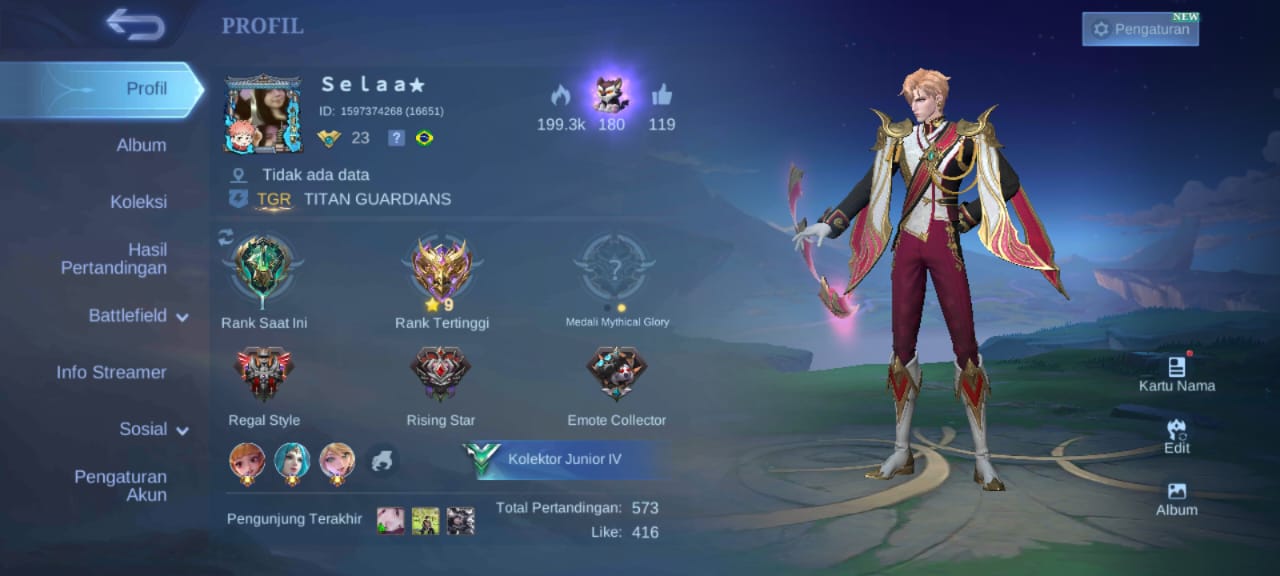 PROFIL
NEW
Pengaturan
Profil
Album
Koleksi
Hasil
Pertandingan
Battlefield
Info Streamer
Sosial
Pengaturan
Akun
Selaa★
ID: 1597374268 (16651)
23 ?
199.3k 180 119
Tidak ada data
TGR TITAN GUARDIANS
9
?
Rank Saat Ini
Rank Tertinggi
Medali Mythical Glory
Regal Style
Rising Star
Emote Collector
Kolektor Junior IV
Pengunjung Terakhir
Total Pertandingan: 573
Like: 416
Kartu Nama
Edit
Album